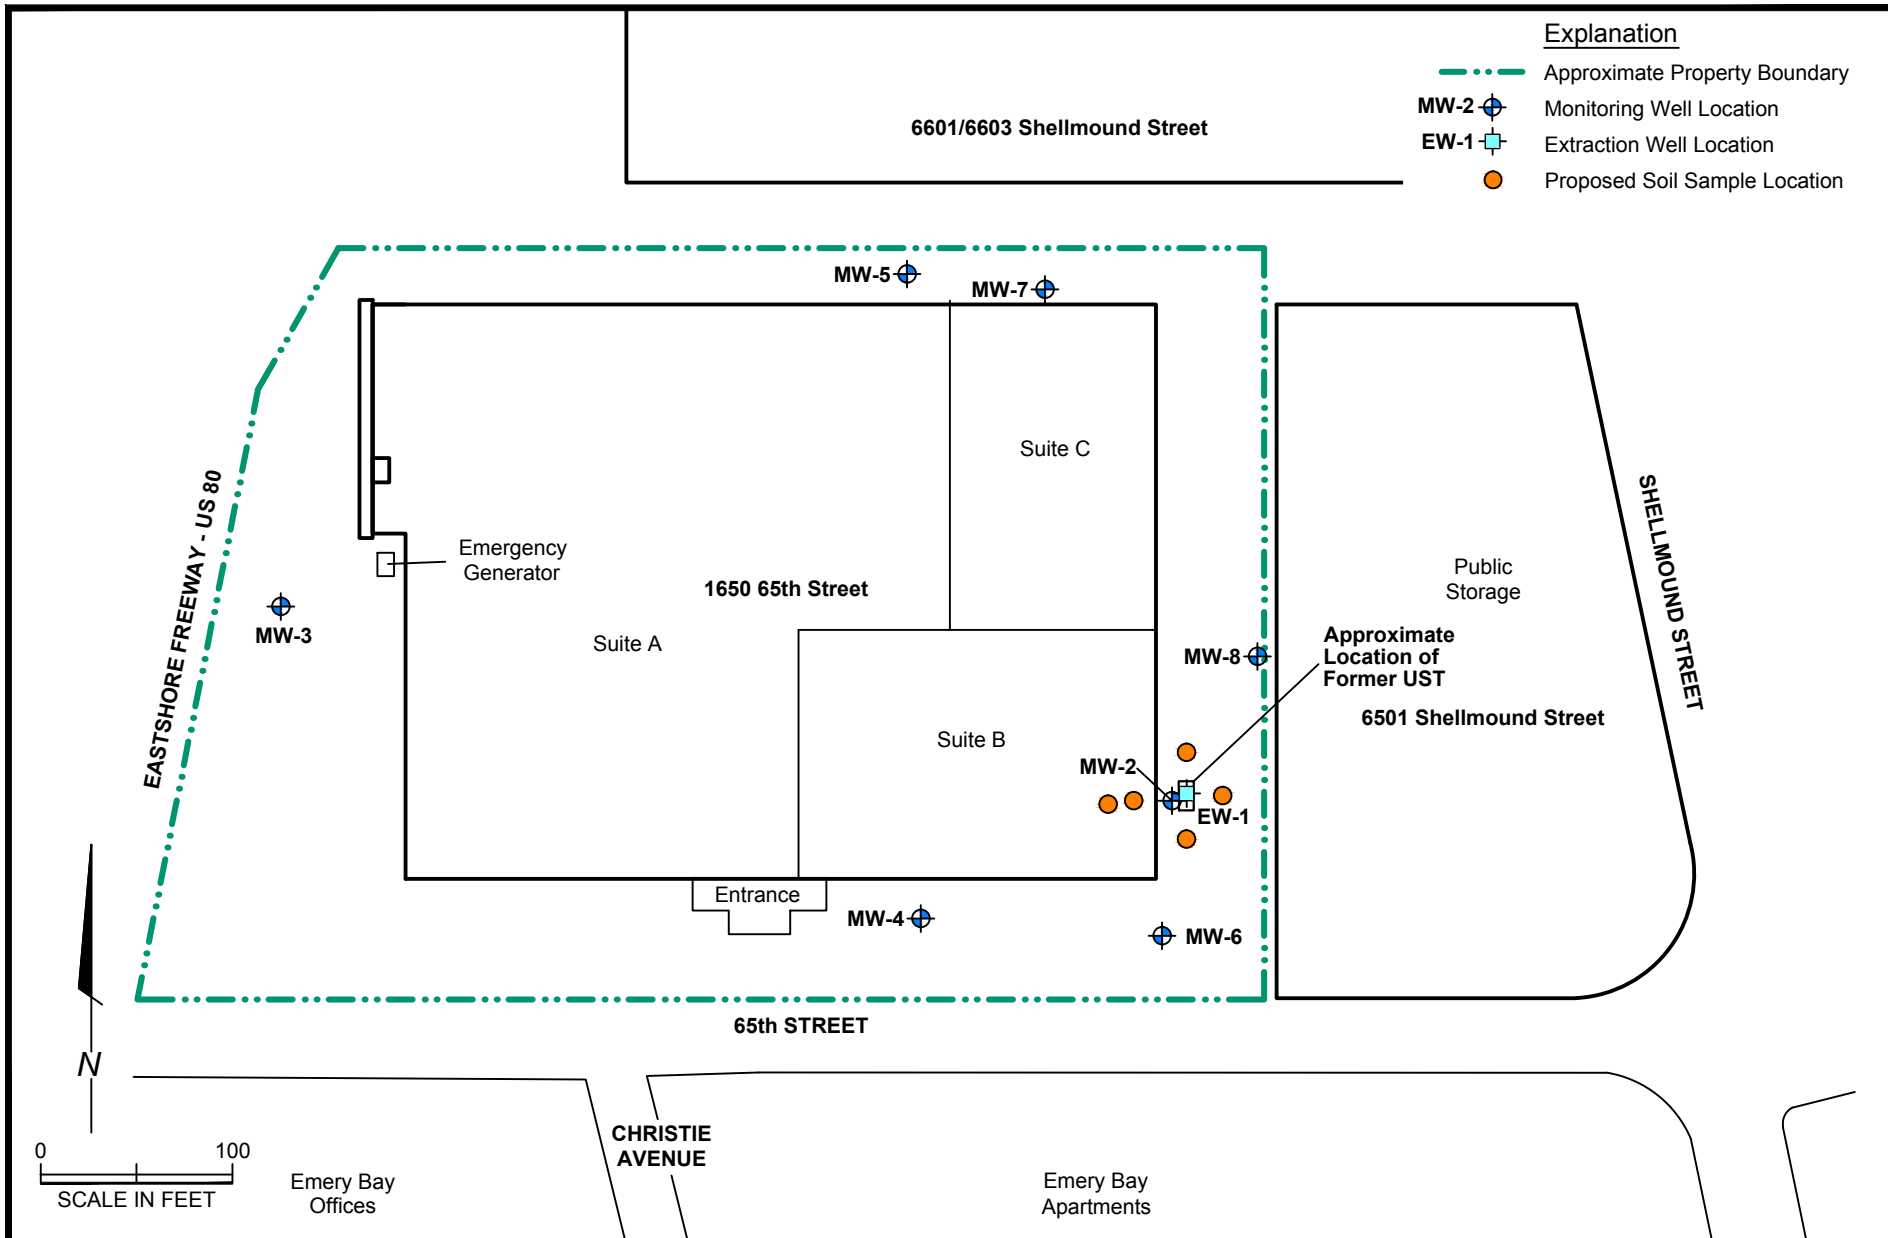 Explanation
Approximate Property Boundary
MW-2
Monitoring Well Location
EW-1
Extraction Well Location
Proposed Soil Sample Location
6601/6603 Shellmound Street
MW-5
MW-7
Suite C
EASTSHORE FREEWAY - US 80
Emergency
Generator
1650 65th Street
Public
Storage
SHELLMOUND STREET
MW-3
Suite A
MW-8
Approximate
Location of
Former UST
6501 Shellmound Street
Suite B
MW-2
EW-1
Entrance
MW-4
MW-6
65th STREET
N
CHRISTIE
AVENUE
0 100
SCALE IN FEET
Emery Bay
Offices
Emery Bay
Apartments